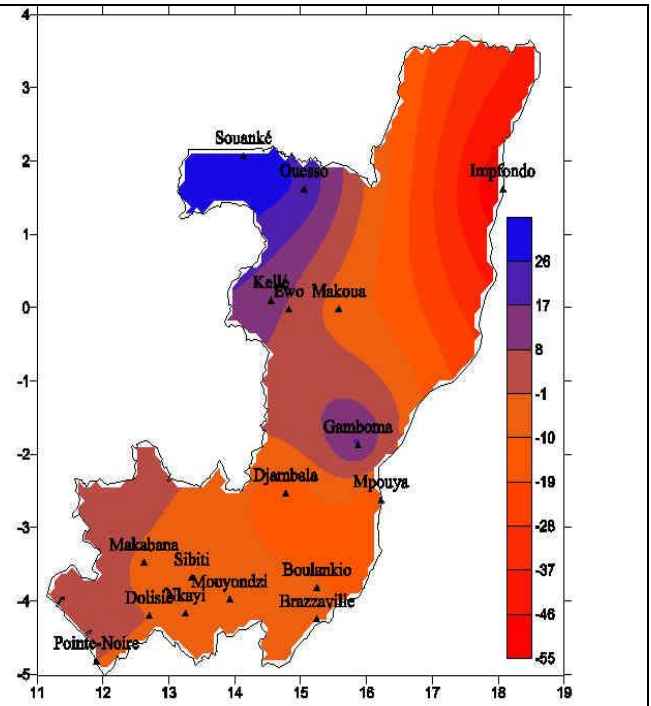 4
3
2
1
0
-1
-2
-3
-4
-5
11 12 13 14 15 16 17 18 19
Souanké
Ouesso
Impfondo
Kellé
Ewo
Makoua
Gamboma
Djambala
Mpouya
Makabana
Sibiti
Mouyondzi
Boulankio
Dolisie
Nkayi
Brazzaville
Pointe-Noire
26
17
8
-1
-10
-19
-28
-37
-46
-55